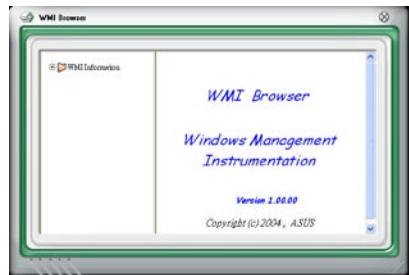 WMI Browser
WMI Information
WMI Browser
Windows Management
Instrumentation
Version 1.00.00
Copyright (c) 2004, ASUS